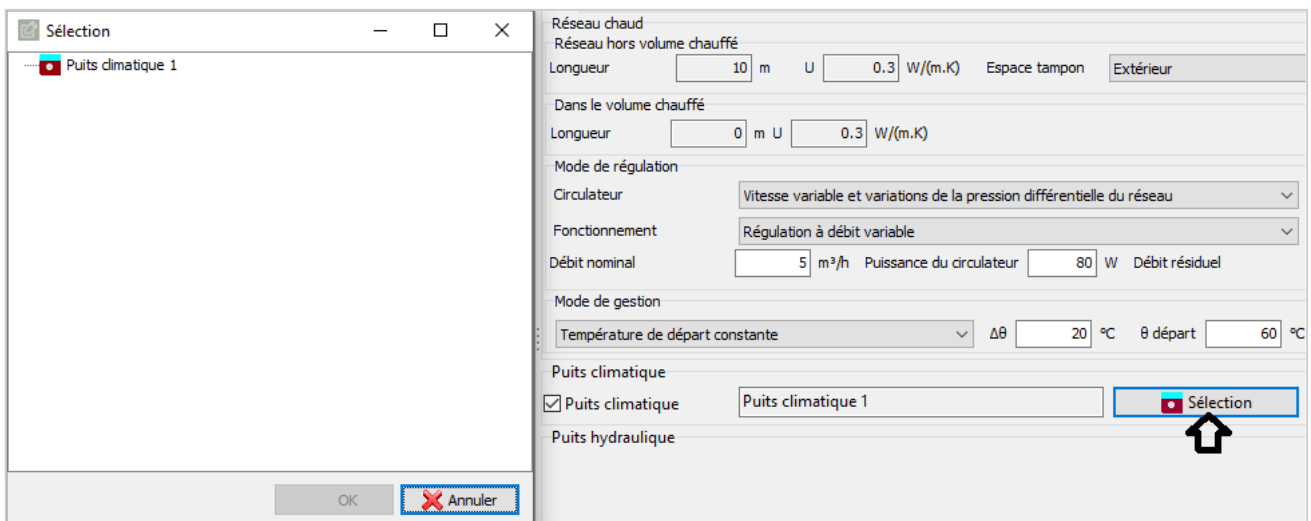 Sélection
Puits climatique 1
OK
Annuler
Réseau chaud
Réseau hors volume chauffé
Longueur 10 m U 0.3 W/(m.K) Espace tampon Extérieur
Dans le volume chauffé
Longueur 0 m U 0.3 W/(m.K)
Mode de régulation
Circulateur Vitesse variable et variations de la pression différentielle du réseau
Fonctionnement Régulation à débit variable
Débit nominal 5 m³/h Puissance du circulateur 80 W Débit résiduel
Mode de gestion
Température de départ constante Δθ 20 °C θ départ 60 °C
Puits climatique
Puits climatique Puits climatique 1 Sélection
Puits hydraulique